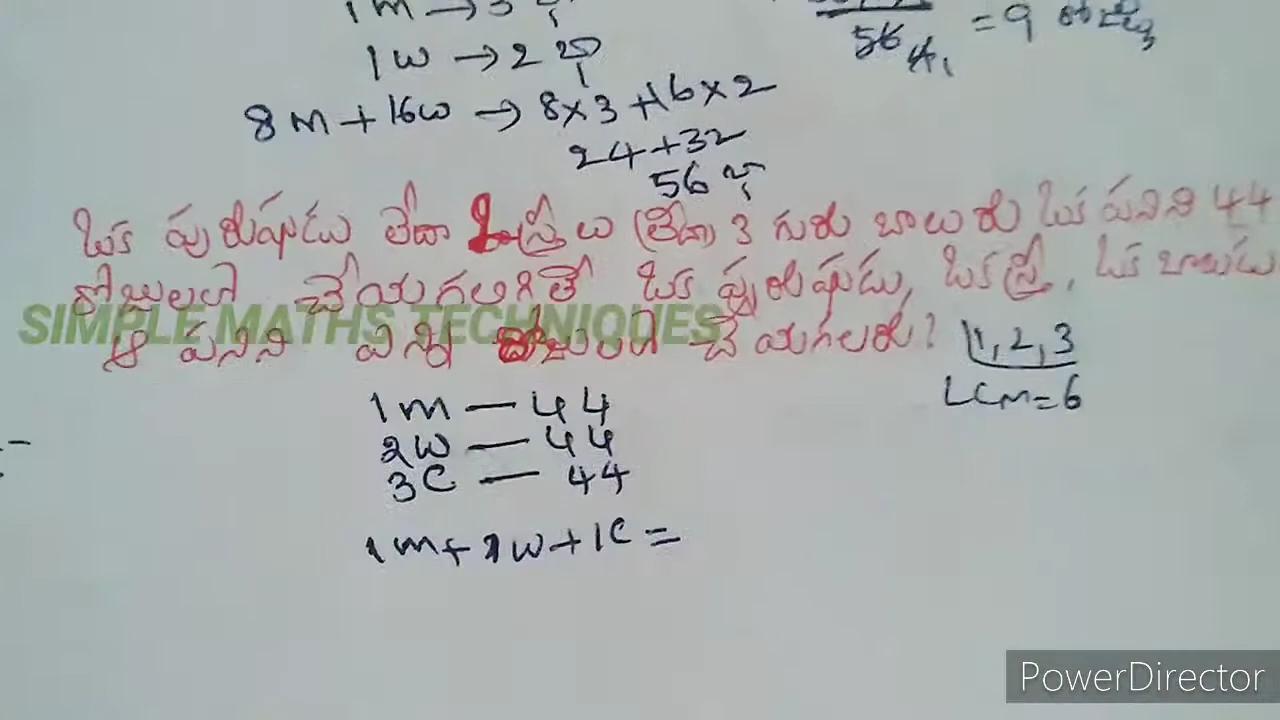 1M → 3
1W → 2 వా
56 = 9 రోజులు
8M + 16W → 8×3 + 16×2
24+32
56 వా
ఒక పురుషుడు లేదా 2 స్త్రీలు (లేదా) 3 గురు బాలురు ఒక పనిని 44
రోజులలో చేయగలిగితే ఒక పురుషుడు, ఒక స్త్రీ, ఒక బాలుడు
SIMPLE MATHS TECHNIQUES
ఆ పనిని ఎన్ని రోజులలో చేయగలరు? 1, 2, 3
LCM=6
1M — 44
2W — 44
3C — 44
1M+1W+1C =
PowerDirector